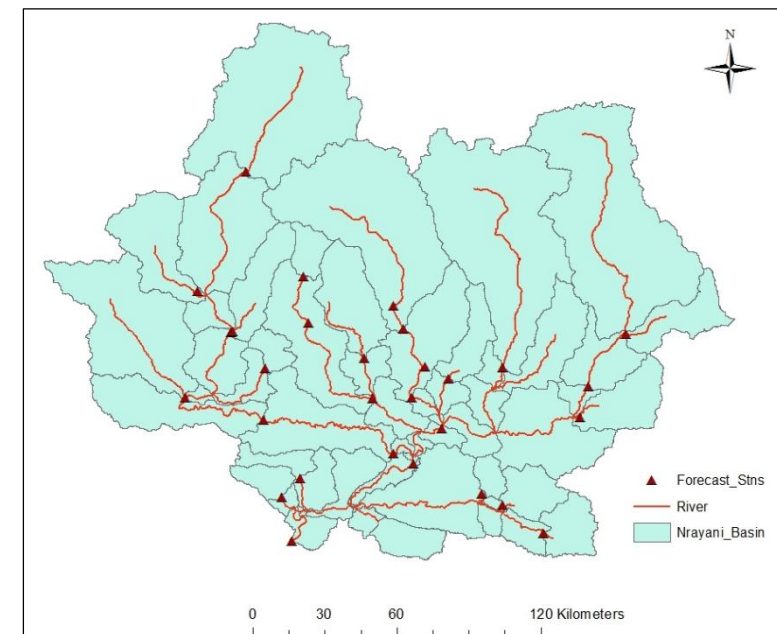 N
Forecast_Stns
River
Nrayani_Basin
0 30 60 120 Kilometers